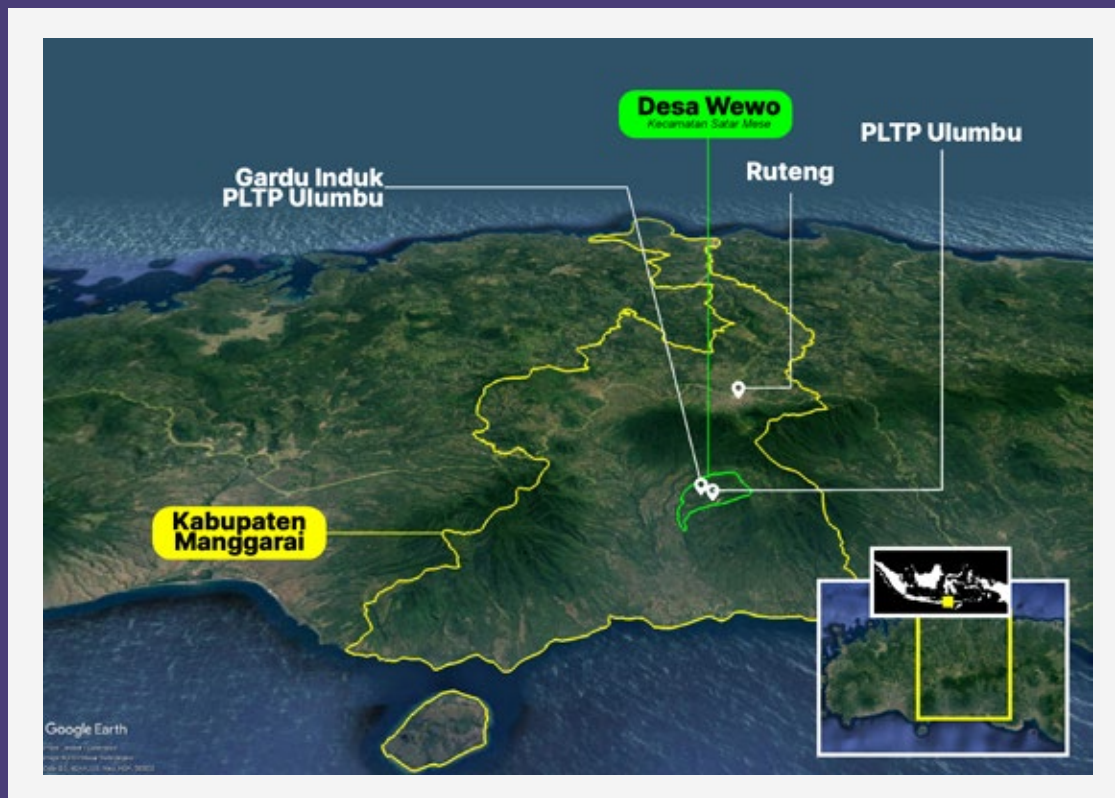 Desa Wewo
Kecamatan Satar Mese
PLTP Ulumbu
Ruteng
Gardu Induk
PLTP Ulumbu
Kabupaten
Manggarai
Google Earth